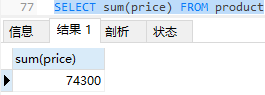 77 SELECT sum(price) FROM product
信息 结果 1 剖析 状态
sum(price)
74300